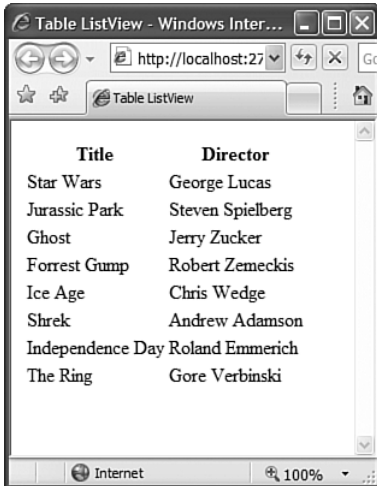 Table ListView - Windows Inter...
http://localhost:27
Table ListView
Title Director
Star Wars George Lucas
Jurassic Park Steven Spielberg
Ghost Jerry Zucker
Forrest Gump Robert Zemeckis
Ice Age Chris Wedge
Shrek Andrew Adamson
Independence Day Roland Emmerich
The Ring Gore Verbinski
Internet 100%